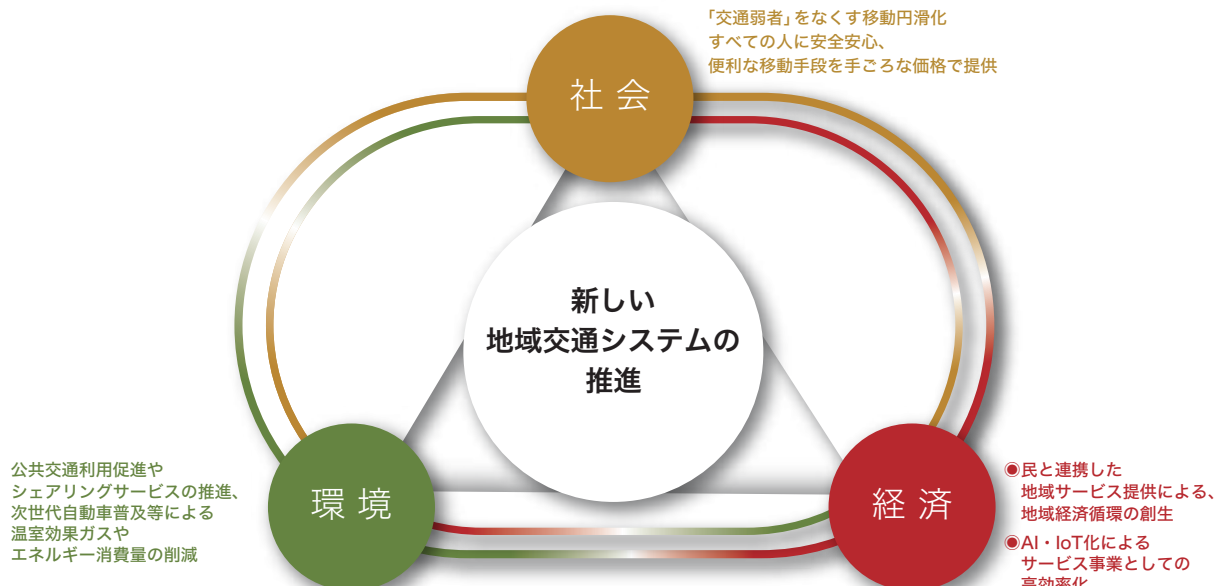 「交通弱者」をなくす移動円滑化
すべての人に安全安心、
便利な移動手段を手ごろな価格で提供
社会
新しい
地域交通システムの
推進
公共交通利用促進や
シェアリングサービスの推進、
次世代自動車普及等による
温室効果ガスや
エネルギー消費量の削減
環境
経済
◉民と連携した
地域サービス提供による、
地域経済循環の創生
◉AI・IoT化による
サービス事業としての
高効率化